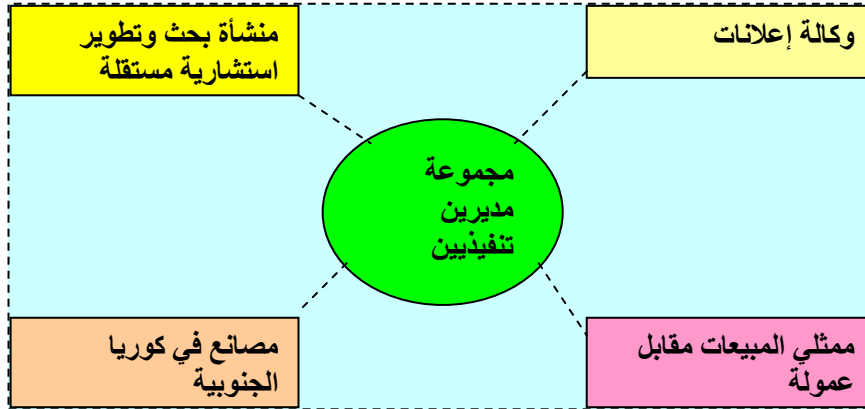 وكالة إعلانات
منشأة بحث وتطوير
استشارية مستقلة
مجموعة
مديرين
تنفيذيين
ممثلي المبيعات مقابل
عمولة
مصانع في كوريا
الجنوبية